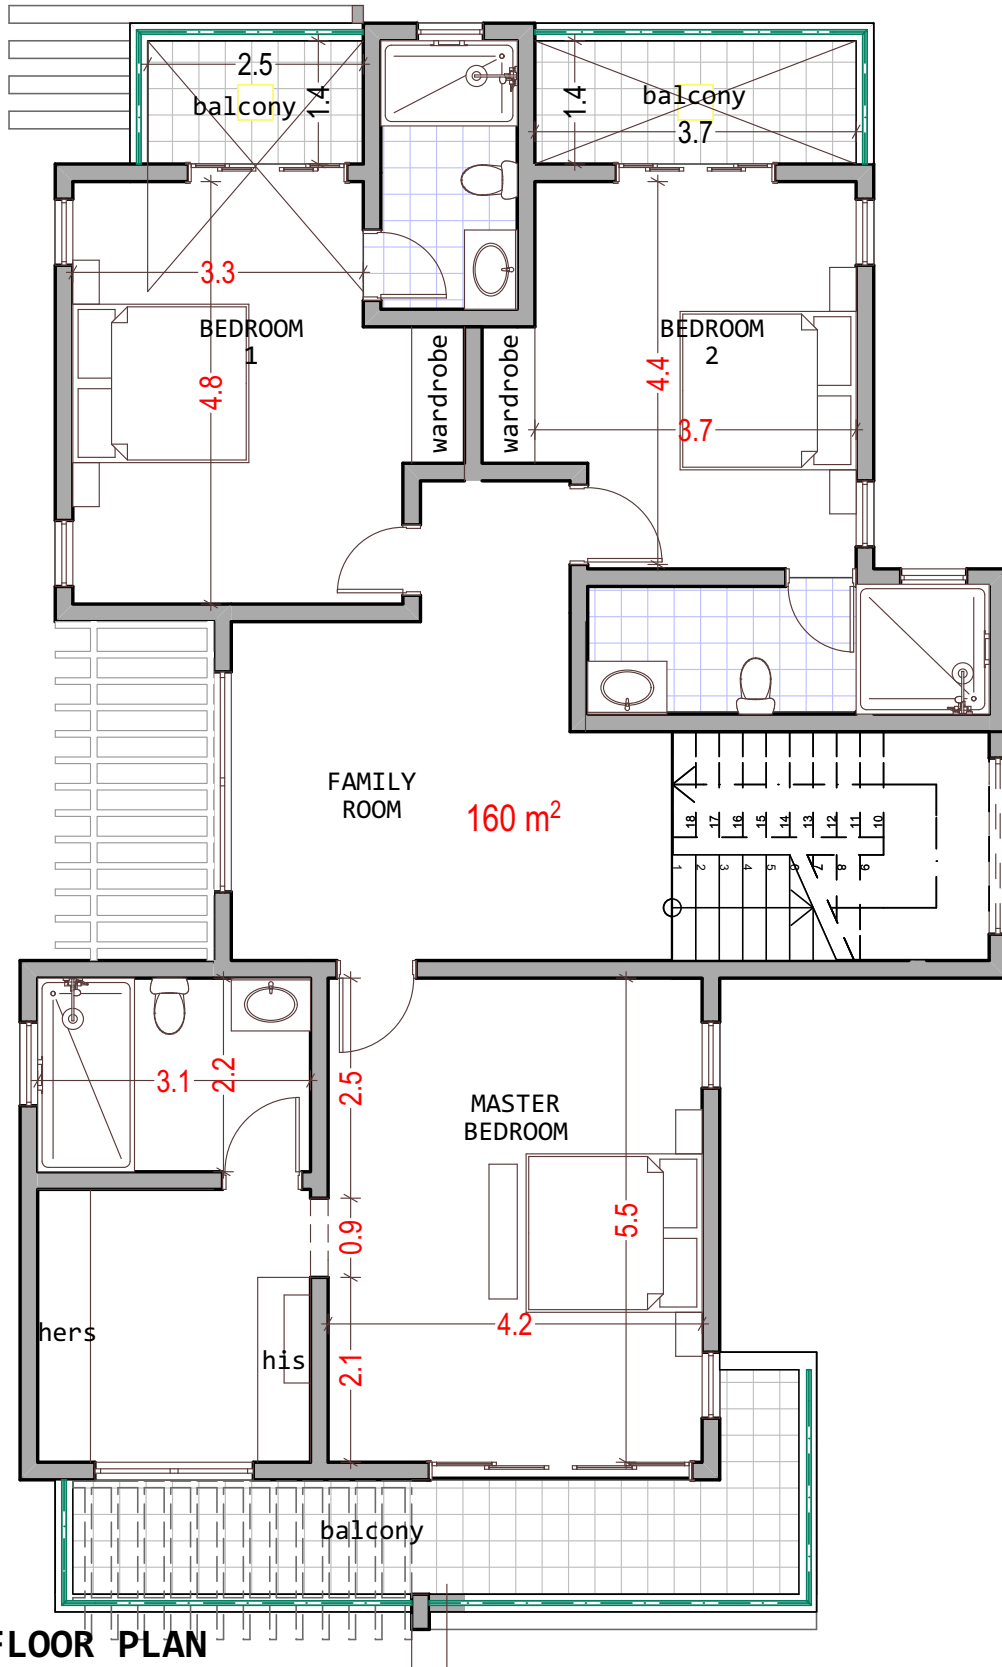 2.5
1.4
balcony
1.4
balcony
3.7
3.3
BEDROOM
1
4.8
wardrobe
wardrobe
BEDROOM
2
4.4
3.7
FAMILY
ROOM
160 m²
18 17 16 15 14 13 12 11 10
1 2 3 4 5 6 7 8 9
3.1
2.2
2.5
MASTER
BEDROOM
0.9
5.5
4.2
hers
his
2.1
balcony
FLOOR PLAN